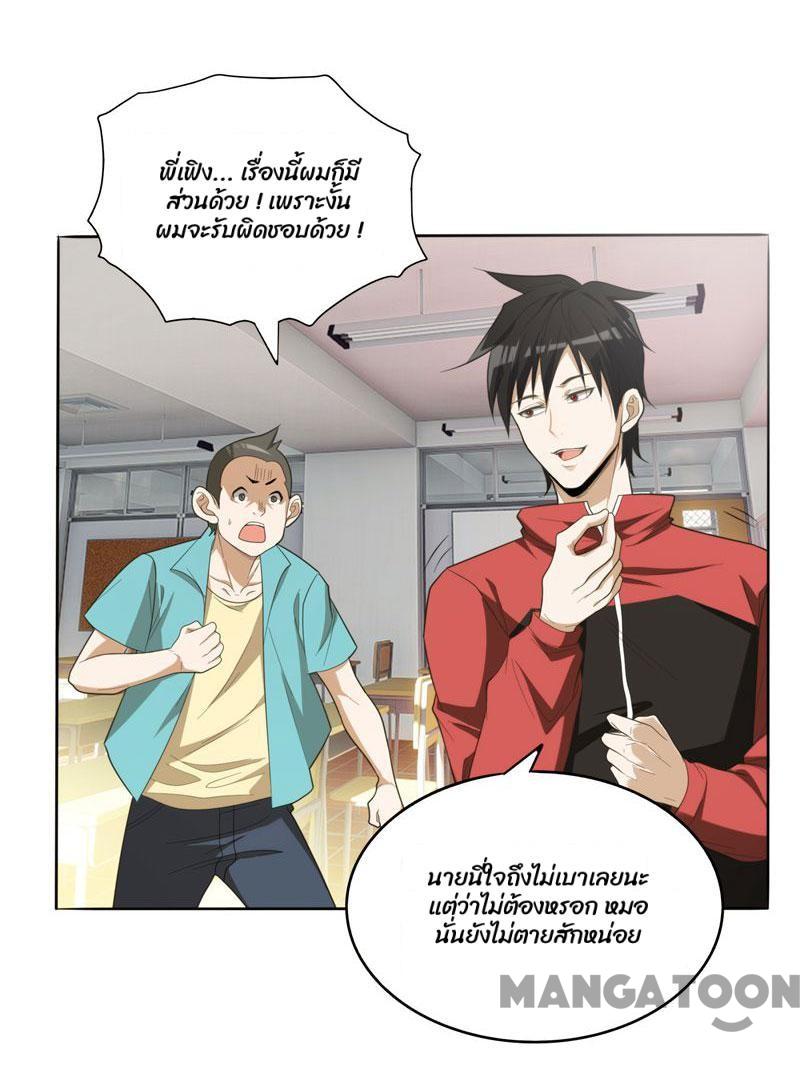 พี่เฟิง... เรื่องนี้ผมก็มี
ส่วนด้วย ! เพราะงั้น
ผมจะรับผิดชอบด้วย !
นายนี่ใจถึงไม่เบาเลยนะ
แต่ว่าไม่ต้องหรอก หมอ
นั่นยังไม่ตายสักหน่อย
MANGATOON